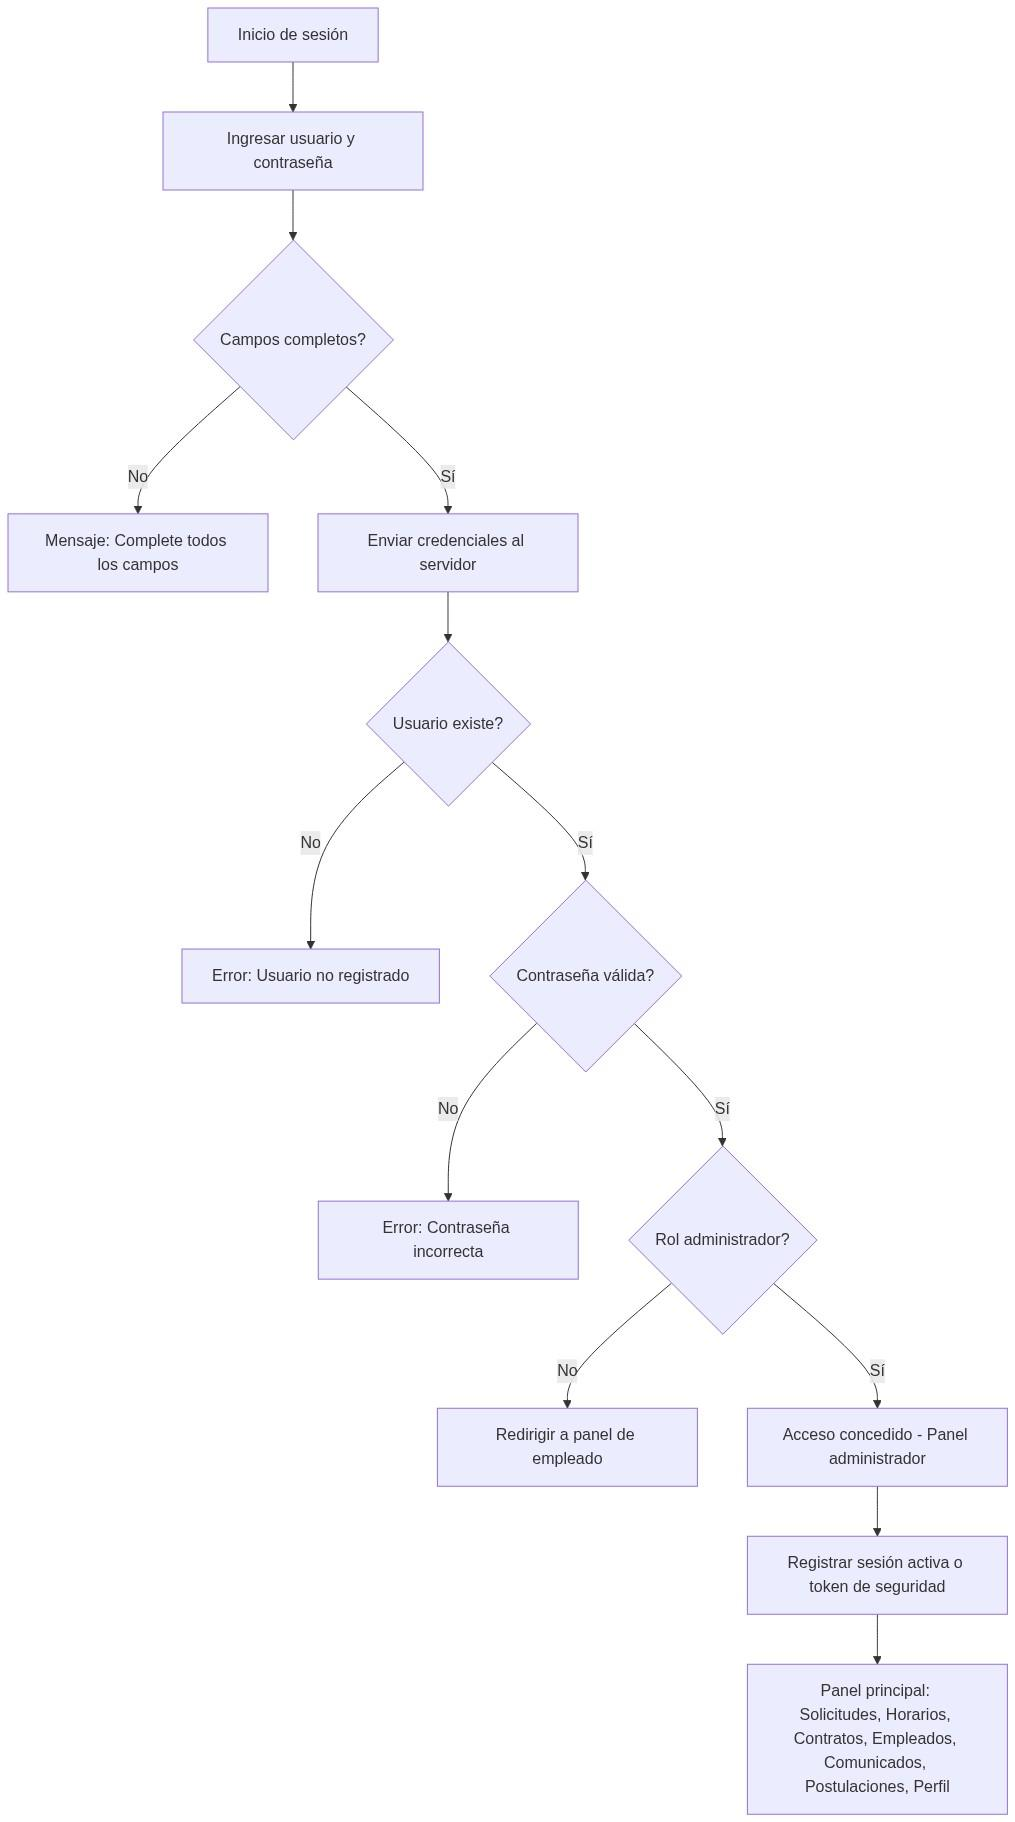 Inicio de sesión
Ingresar usuario y
contraseña
Campos completos?
No
Sí
Mensaje: Complete todos
los campos
Enviar credenciales al
servidor
Usuario existe?
No
Sí
Error: Usuario no registrado
Contraseña válida?
No
Sí
Error: Contraseña
incorrecta
Rol administrador?
No
Sí
Redirigir a panel de
empleado
Acceso concedido - Panel
administrador
Registrar sesión activa o
token de seguridad
Panel principal:
Solicitudes, Horarios,
Contratos, Empleados,
Comunicados,
Postulaciones, Perfil